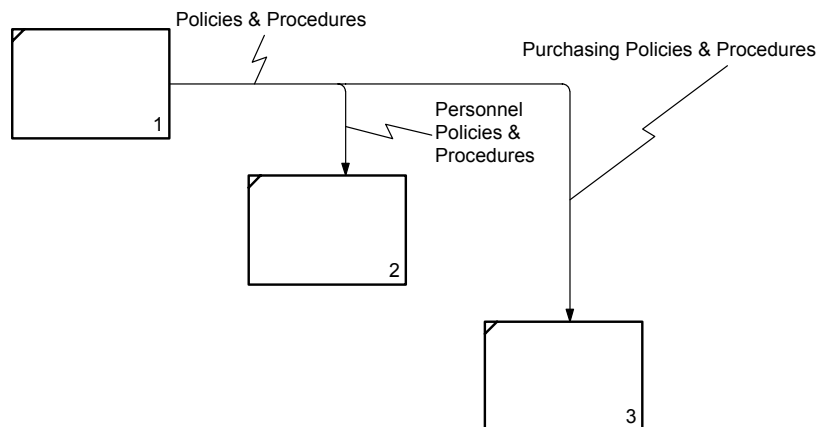 Policies & Procedures
Purchasing Policies & Procedures
1
Personnel
Policies &
Procedures
2
3